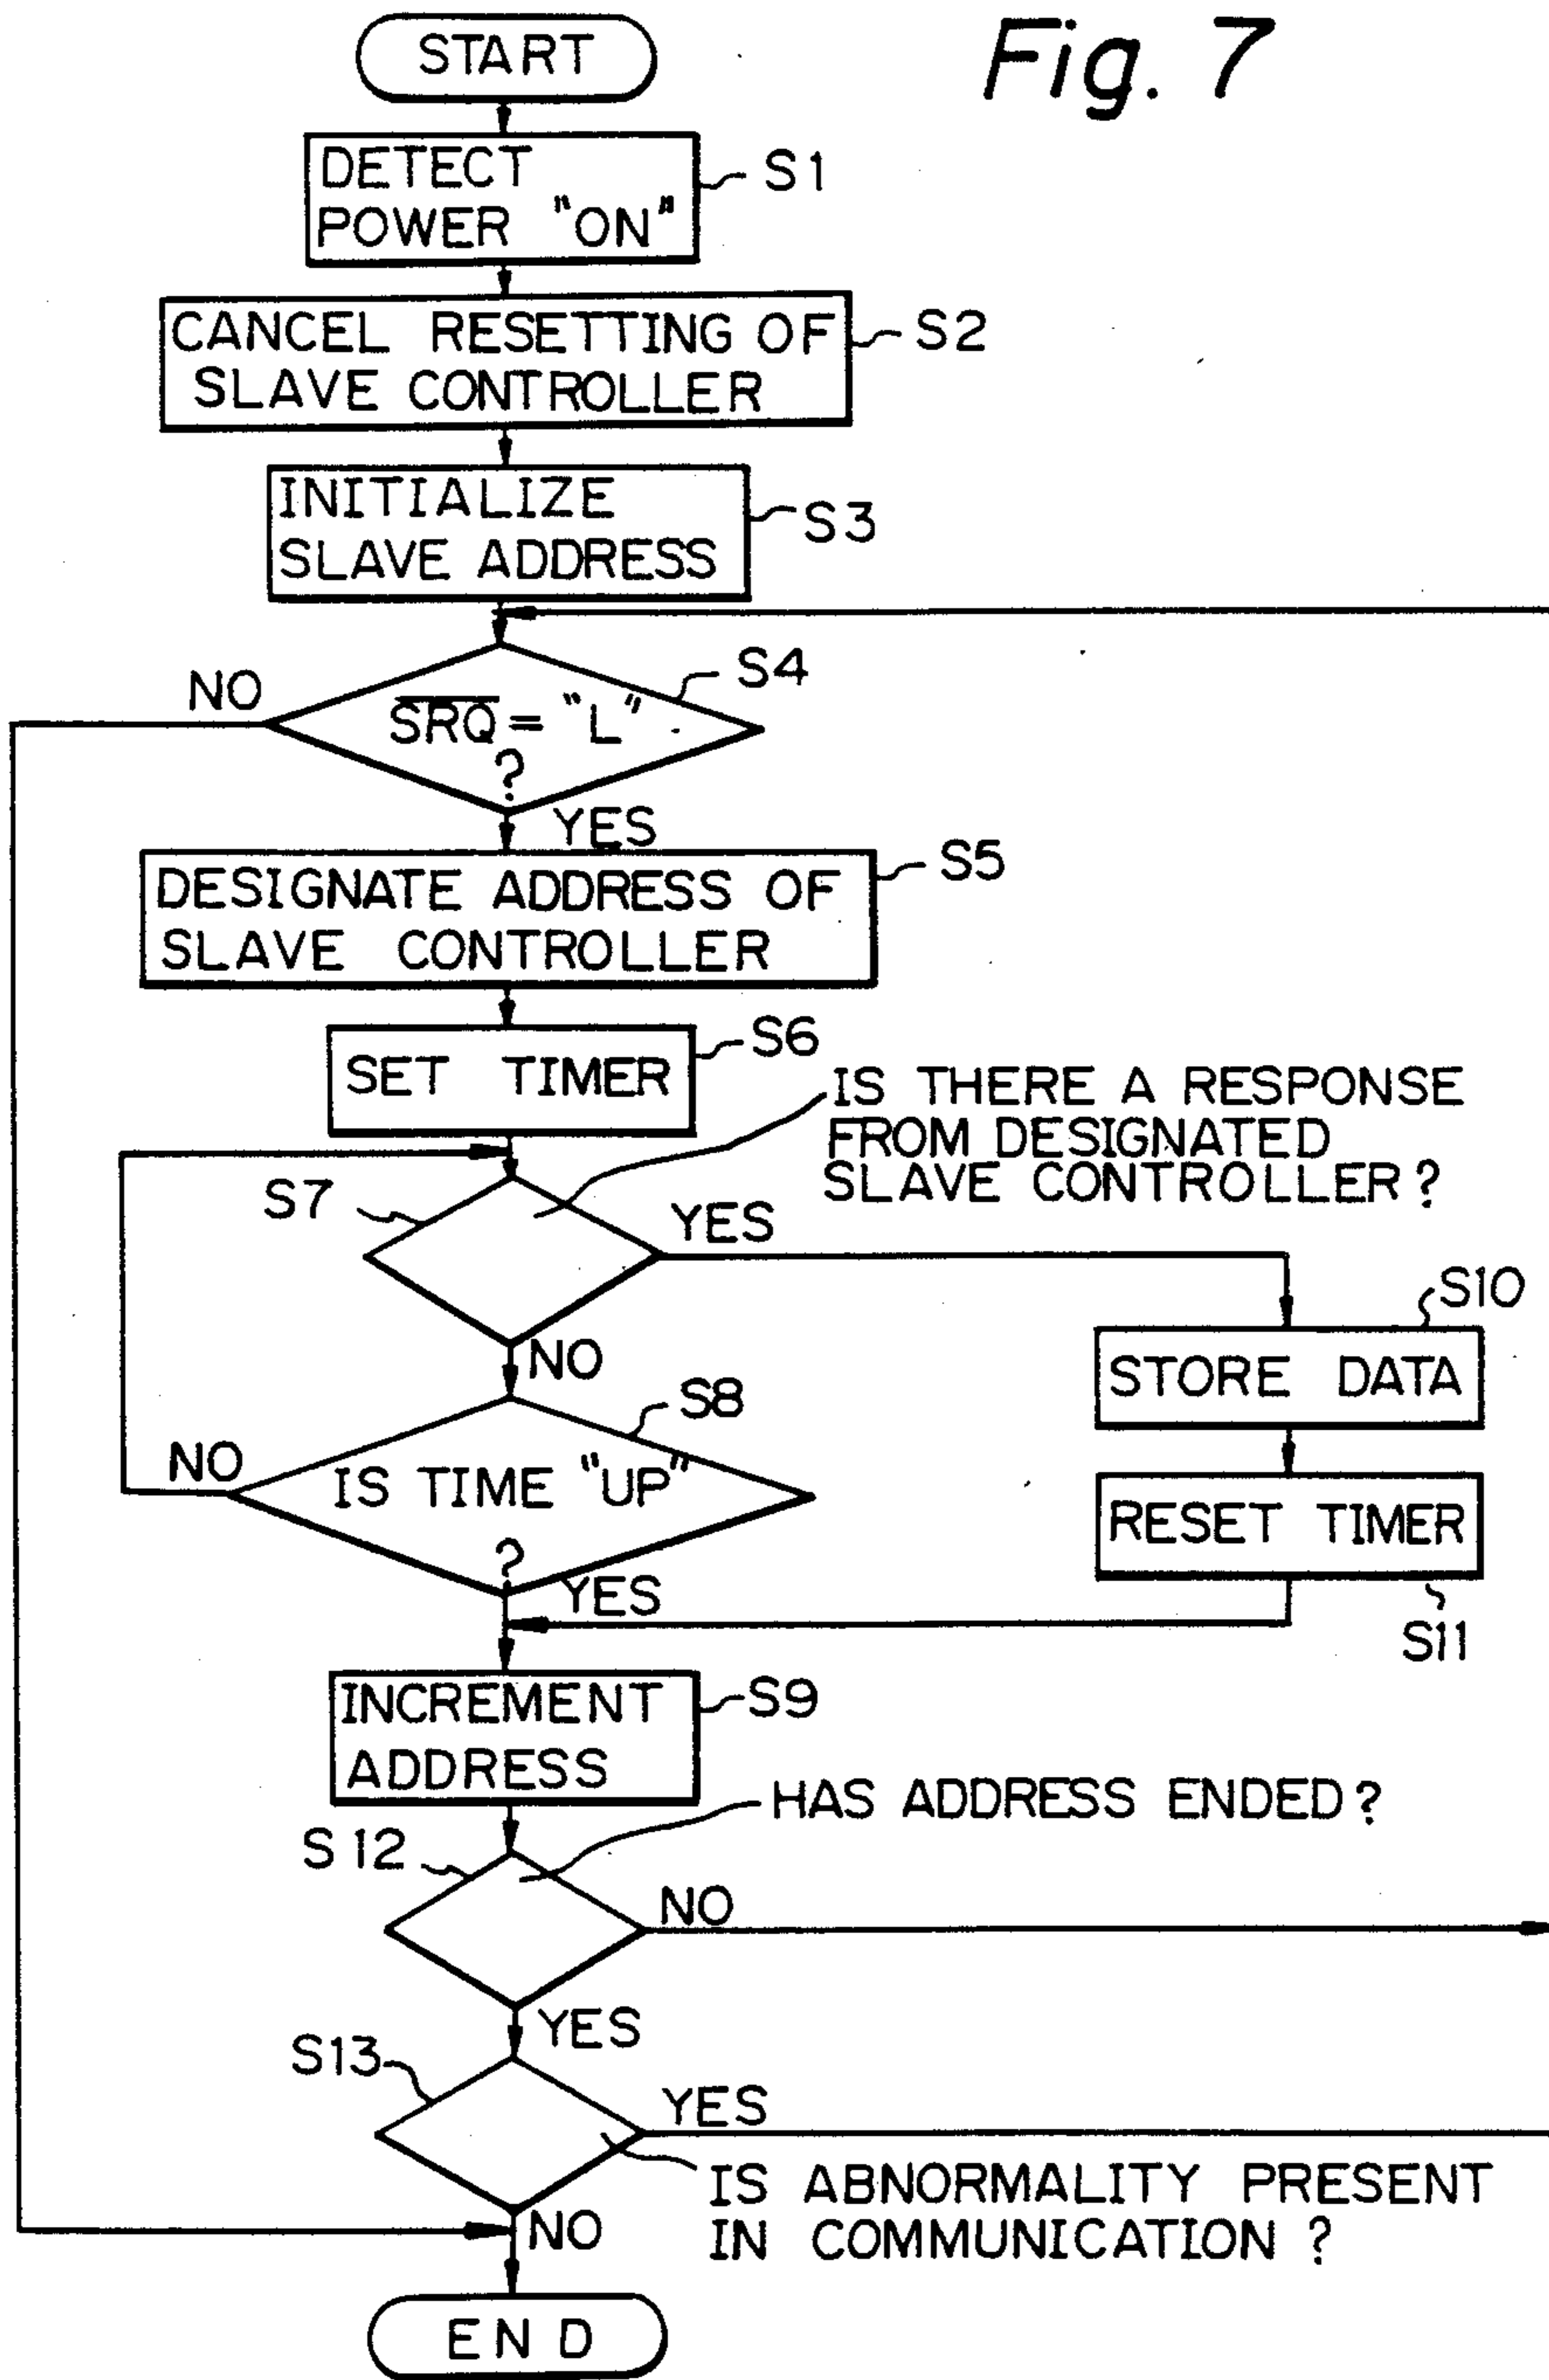 Fig. 7
START
DETECT
POWER "ON"
S1
CANCEL RESETTING OF
SLAVE CONTROLLER
S2
INITIALIZE
SLAVE ADDRESS
S3
S4
NO
S̅R̅Q̅ = "L"
?
YES
DESIGNATE ADDRESS OF
SLAVE CONTROLLER
S5
SET TIMER
S6
IS THERE A RESPONSE
FROM DESIGNATED
SLAVE CONTROLLER?
S7
YES
NO
S10
STORE DATA
S8
NO
IS TIME "UP"
?
YES
RESET TIMER
S11
INCREMENT
ADDRESS
S9
HAS ADDRESS ENDED?
S12
NO
YES
S13
YES
IS ABNORMALITY PRESENT
IN COMMUNICATION ?
NO
END